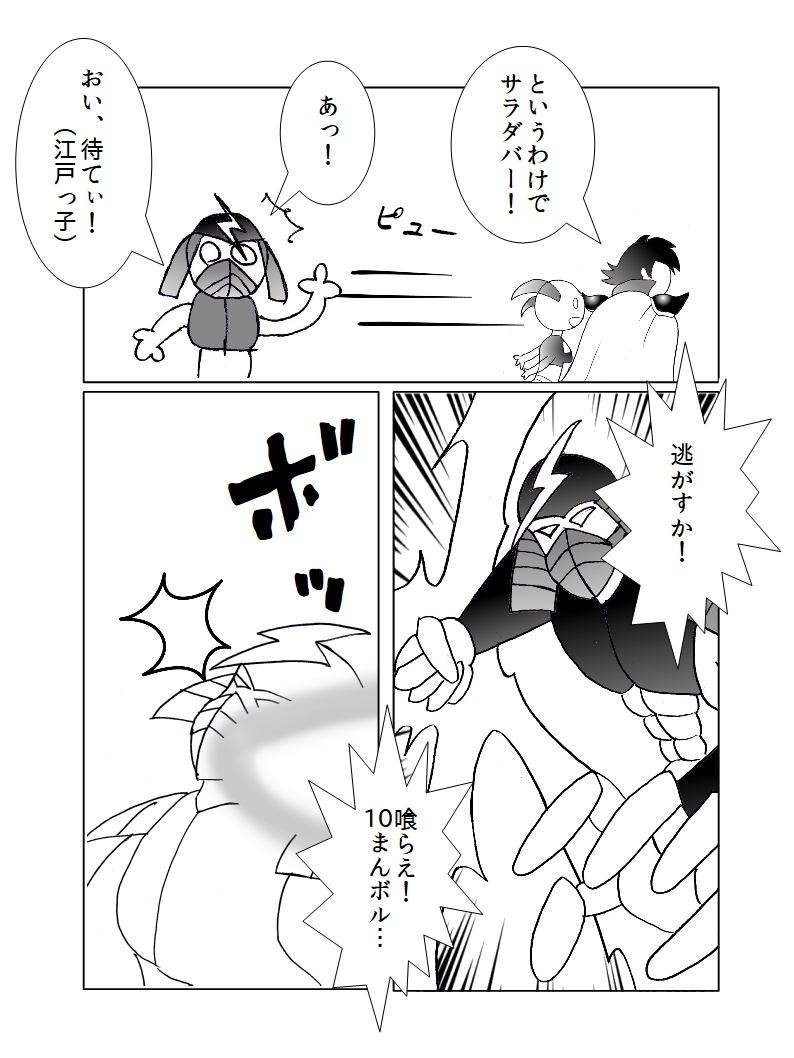 というわけで
サラダバー！
あっ！
ピュー
おい、待てぃ！
（江戸っ子）
逃がすか！
喰らえ！
10まんボル…
ボッ